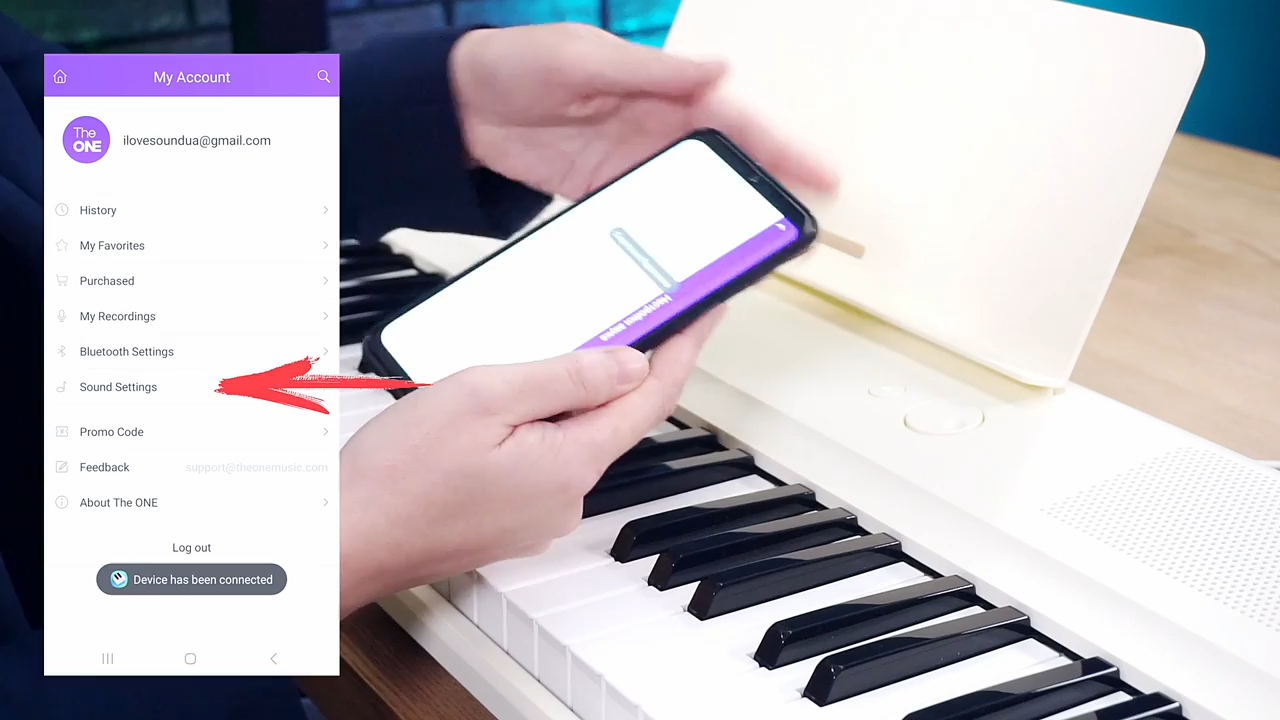 My Account
The
ONE
ilovesoundua@gmail.com
History
My Favorites
Purchased
My Recordings
Bluetooth Settings
Sound Settings
Promo Code
Feedback support@theonemusic.com
About The ONE
Log out
Device has been connected